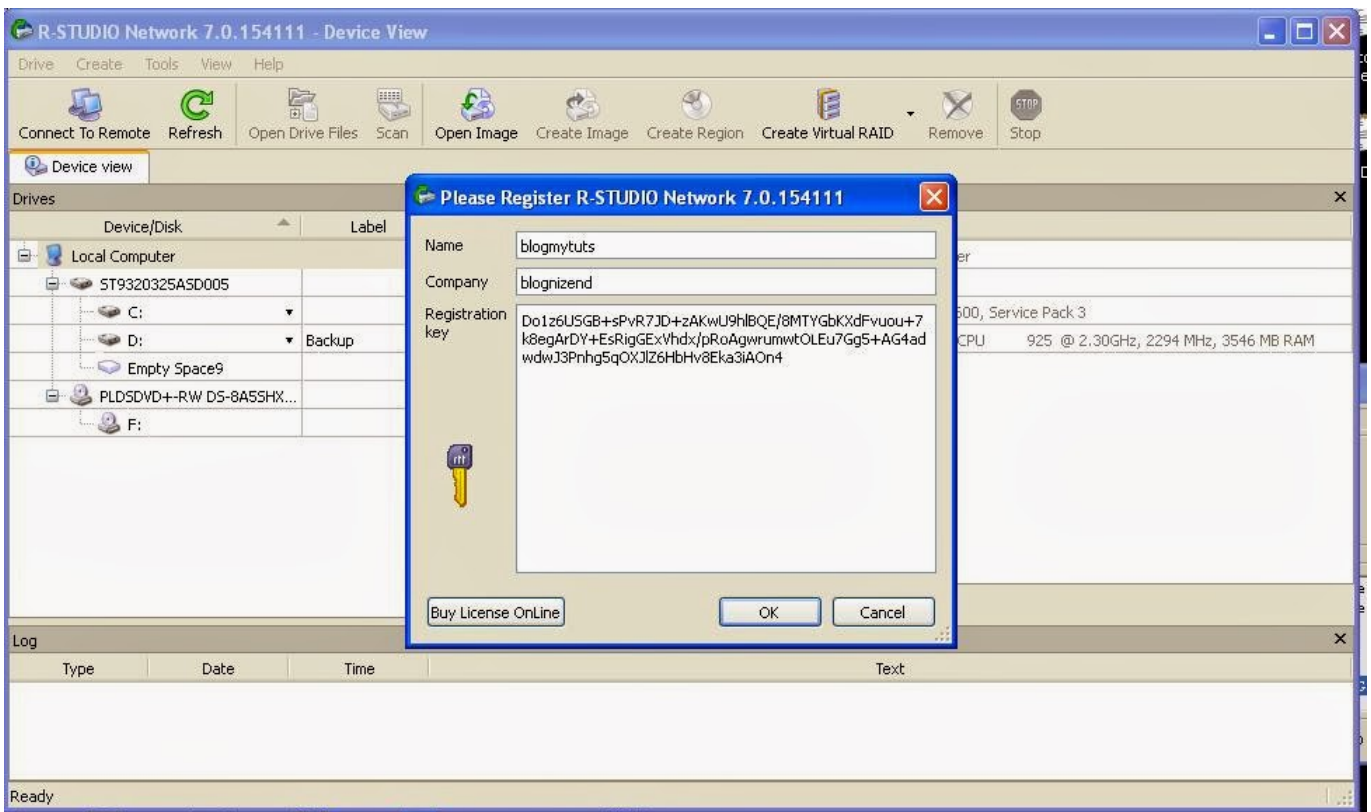 R-STUDIO Network 7.0.154111 - Device View
Drive Create Tools View Help
STOP
Connect To Remote Refresh Open Drive Files Scan Open Image Create Image Create Region Create Virtual RAID Remove Stop
Device view
Drives
Device/Disk Label
Local Computer
ST9320325ASD005
C:
D: Backup
Empty Space9
PLDSDVD+-RW DS-8A5SHX...
F:
Please Register R-STUDIO Network 7.0.154111
Name blogmytuts
Company blognizend
Registration
key
Buy License OnLine OK Cancel
Service Pack 3
CPU 925 @ 2.30GHz, 2294 MHz, 3546 MB RAM
Log
Type Date Time Text
Ready